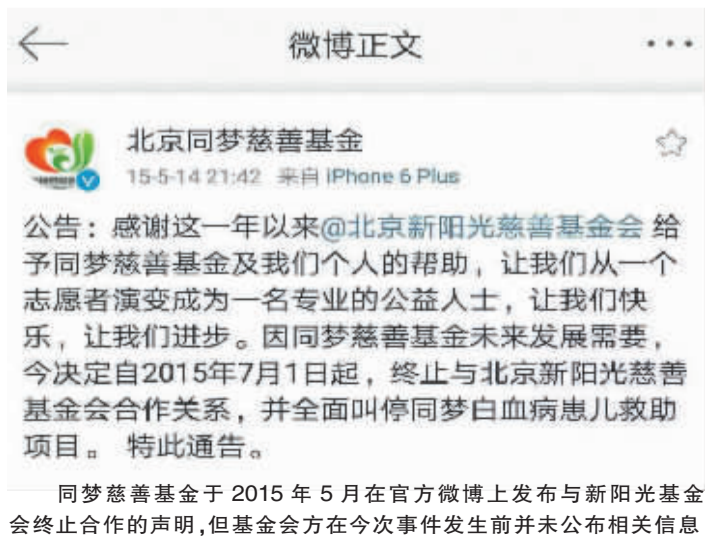 微博正文
北京同梦慈善基金
15-5-14 21:42 来自 iPhone 6 Plus
公告：感谢这一年以来@北京新阳光慈善基金会 给
予同梦慈善基金及我们个人的帮助，让我们从一个
志愿者演变成为一名专业的公益人士，让我们快
乐，让我们进步。因同梦慈善基金未来发展需要，
今决定自2015年7月1日起，终止与北京新阳光慈善
基金会合作关系，并全面叫停同梦白血病患儿救助
项目。 特此通告。
同梦慈善基金于 2015 年 5 月在官方微博上发布与新阳光基金
会终止合作的声明,但基金会方在今次事件发生前并未公布相关信息